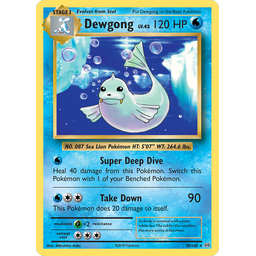 STAGE 1
Evolves from Seel
Put Dewgong on the Basic Pokémon
Dewgong LV.42 120 HP
NO. 087 Sea Lion Pokémon HT: 5'07" WT: 264.6 lbs.
Super Deep Dive
Heal 40 damage from this Pokémon. Switch this
Pokémon with 1 of your Benched Pokémon.
Take Down 90
This Pokémon does 20 damage to itself.
weakness ×2 resistance
retreat cost